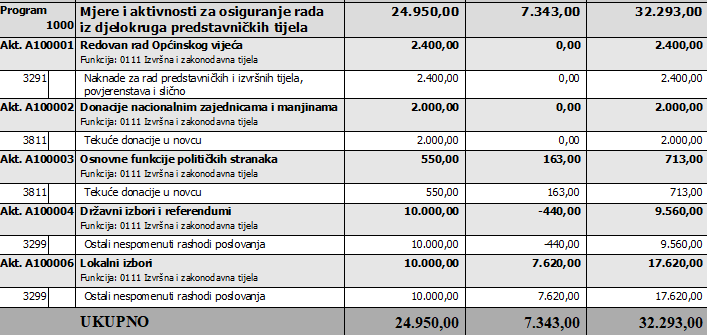 Program Mjere i aktivnosti za osiguranje rada 24.950,00 7.343,00 32.293,00
1000 iz djelokruga predstavničkih tijela
Akt. A100001 Redovan rad Općinskog vijeća 2.400,00 0,00 2.400,00
Funkcija: 0111 Izvršna i zakonodavna tijela
3291 Naknade za rad predstavničkih i izvršnih tijela, 2.400,00 0,00 2.400,00
povjerenstava i slično
Akt. A100002 Donacije nacionalnim zajednicama i manjinama 2.000,00 0,00 2.000,00
Funkcija: 0111 Izvršna i zakonodavna tijela
3811 Tekuće donacije u novcu 2.000,00 0,00 2.000,00
Akt. A100003 Osnovne funkcije političkih stranaka 550,00 163,00 713,00
Funkcija: 0111 Izvršna i zakonodavna tijela
3811 Tekuće donacije u novcu 550,00 163,00 713,00
Akt. A100004 Državni izbori i referendumi 10.000,00 -440,00 9.560,00
Funkcija: 0111 Izvršna i zakonodavna tijela
3299 Ostali nespomenuti rashodi poslovanja 10.000,00 -440,00 9.560,00
Akt. A100006 Lokalni izbori 10.000,00 7.620,00 17.620,00
Funkcija: 0111 Izvršna i zakonodavna tijela
3299 Ostali nespomenuti rashodi poslovanja 10.000,00 7.620,00 17.620,00
UKUPNO 24.950,00 7.343,00 32.293,00